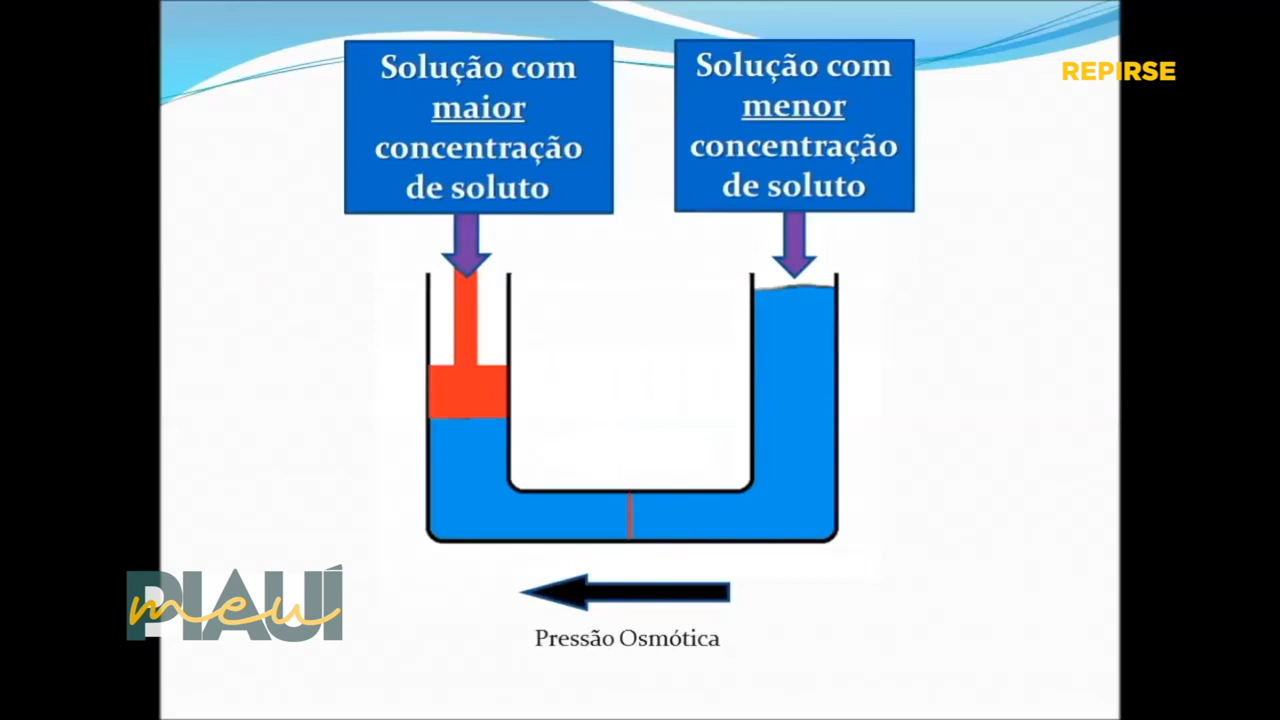 Solução com
maior
concentração
de soluto
Solução com
menor
concentração
de soluto
REPIRSE
PIAUÍ
meu
Pressão Osmótica